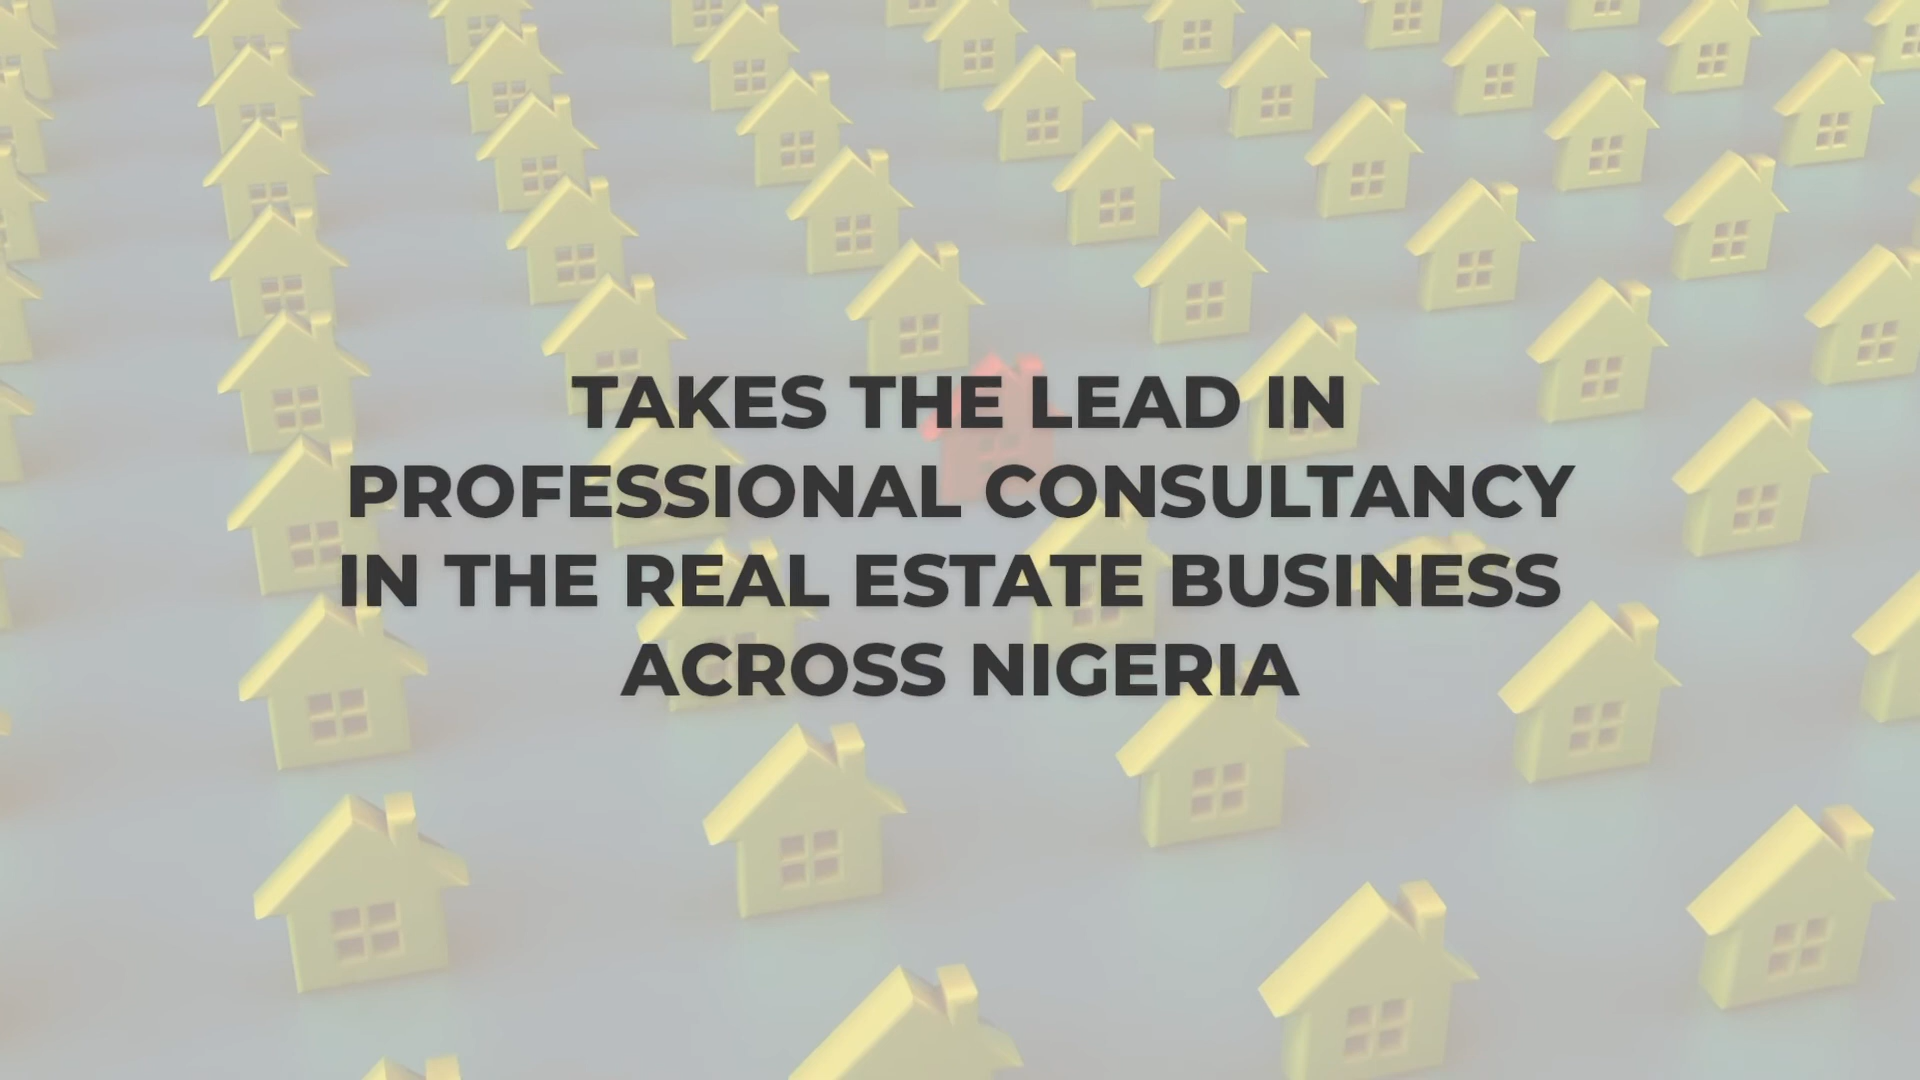 TAKES THE LEAD IN
PROFESSIONAL CONSULTANCY
IN THE REAL ESTATE BUSINESS
ACROSS NIGERIA